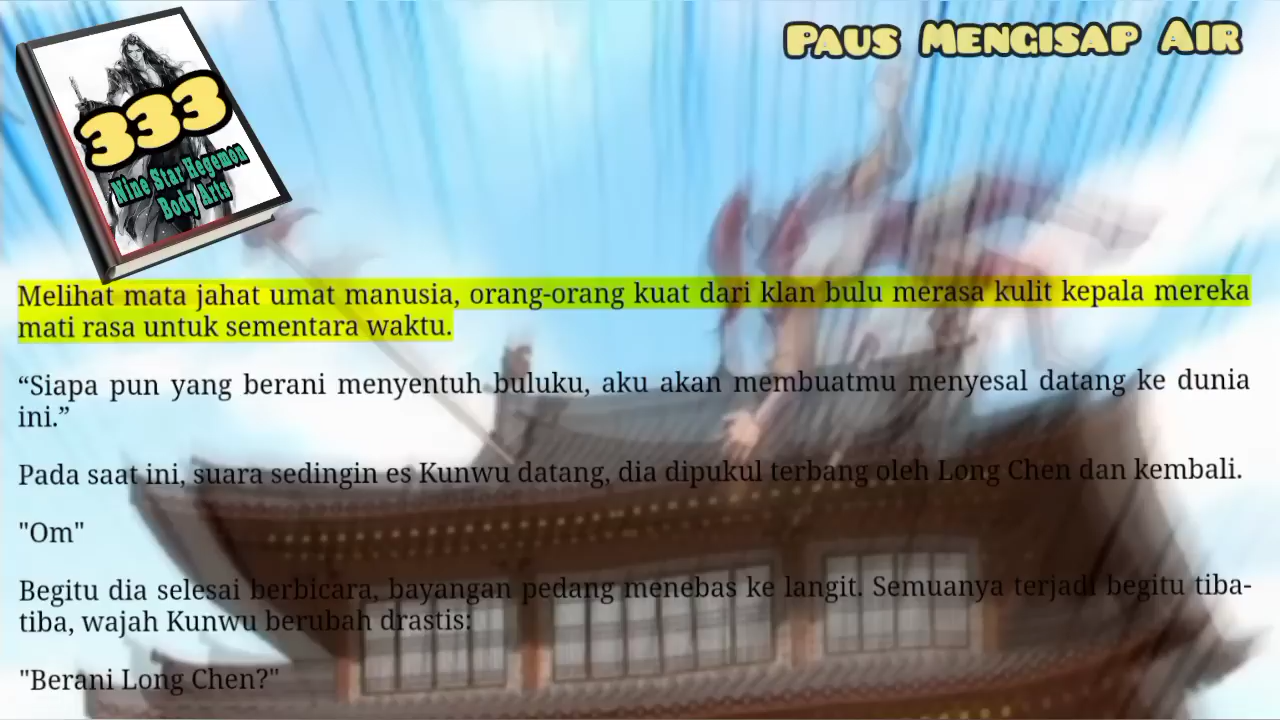 Paus Mengisap Air
333
Nine Star Hegemon
Body Arts
Melihat mata jahat umat manusia, orang-orang kuat dari klan bulu merasa kulit kepala mereka
mati rasa untuk sementara waktu.
“Siapa pun yang berani menyentuh buluku, aku akan membuatmu menyesal datang ke dunia
ini.”
Pada saat ini, suara sedingin es Kunwu datang, dia dipukul terbang oleh Long Chen dan kembali.
"Om"
Begitu dia selesai berbicara, bayangan pedang menebas ke langit. Semuanya terjadi begitu tiba-
tiba, wajah Kunwu berubah drastis:
"Berani Long Chen?"